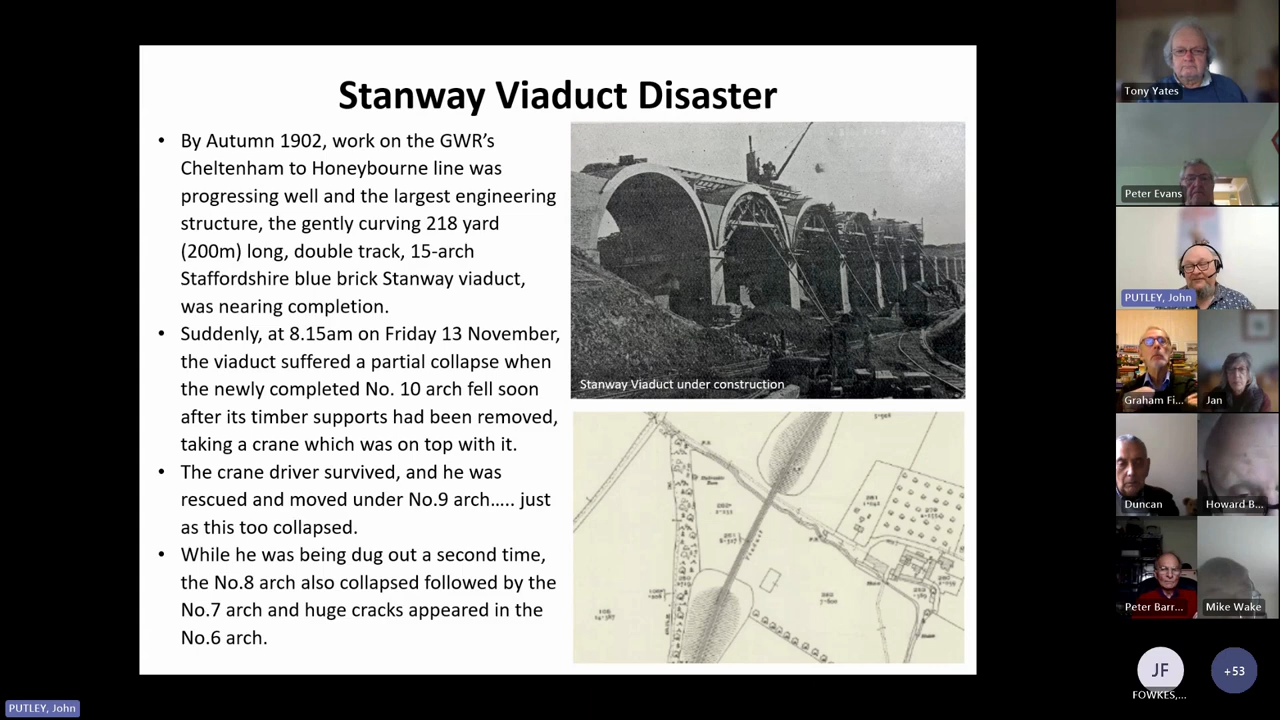 Stanway Viaduct Disaster
• By Autumn 1902, work on the GWR’s
Cheltenham to Honeybourne line was
progressing well and the largest engineering
structure, the gently curving 218 yard
(200m) long, double track, 15-arch
Staffordshire blue brick Stanway viaduct,
was nearing completion.
• Suddenly, at 8.15am on Friday 13 November,
the viaduct suffered a partial collapse when
the newly completed No. 10 arch fell soon
after its timber supports had been removed,
taking a crane which was on top with it.
• The crane driver survived, and he was
rescued and moved under No.9 arch..... just
as this too collapsed.
• While he was being dug out a second time,
the No.8 arch also collapsed followed by the
No.7 arch and huge cracks appeared in the
No.6 arch.
Stanway Viaduct under construction
Tony Yates
Peter Evans
PUTLEY, John
Graham Fi...
Jan
Duncan
Howard B...
Peter Barr...
Mike Wake
JF
FOWKES,...
+53
PUTLEY, John